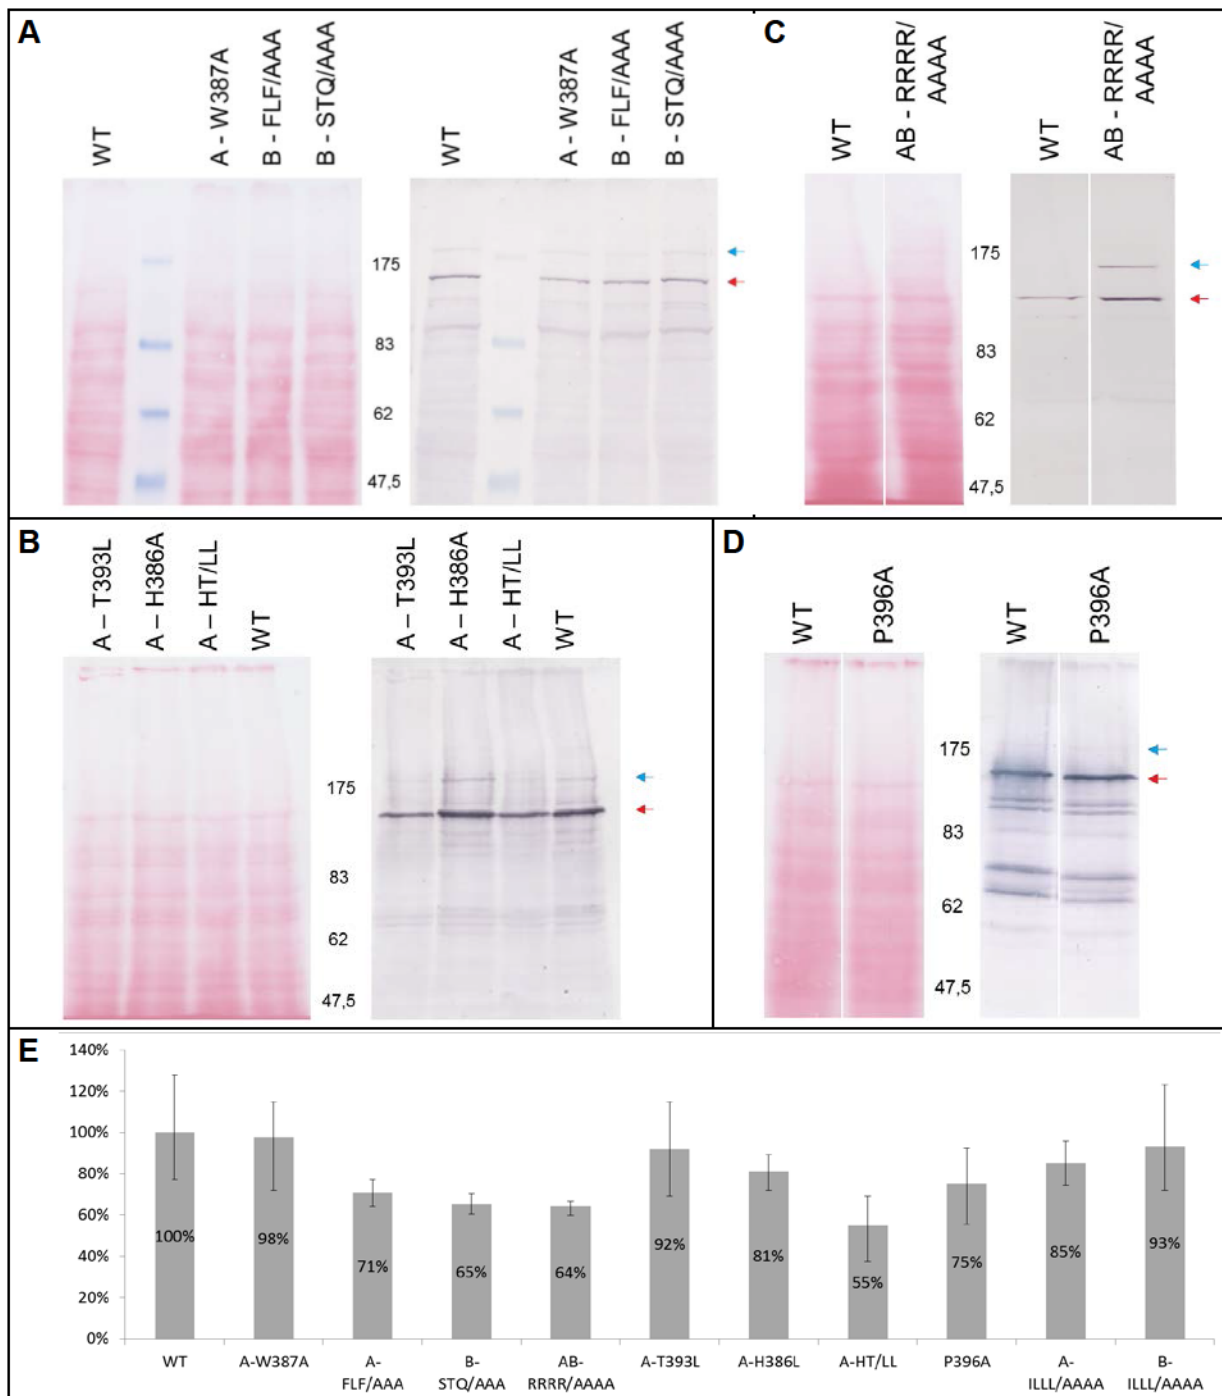 A
WT
A - W387A
B - FLF/AAA
B - STQ/AAA
WT
A - W387A
B - FLF/AAA
B - STQ/AAA
175
83
62
47,5
C
WT
AB - RRRR/
AAAA
WT
AB - RRRR/
AAAA
175
83
62
47,5
B
A – T393L
A – H386A
A – HT/LL
WT
A – T393L
A – H386A
A – HT/LL
WT
175
83
62
47,5
D
WT
P396A
WT
P396A
175
83
62
47,5
E
140%
120%
100%
80%
60%
40%
20%
0%
100%
98%
71%
65%
64%
92%
81%
55%
75%
85%
93%
WT
A-W387A
A-
FLF/AAA
B-
STQ/AAA
AB-
RRRR/AAAA
A-T393L
A-H386L
A-HT/LL
P396A
A-
ILLL/AAAA
B-
ILLL/AAAA